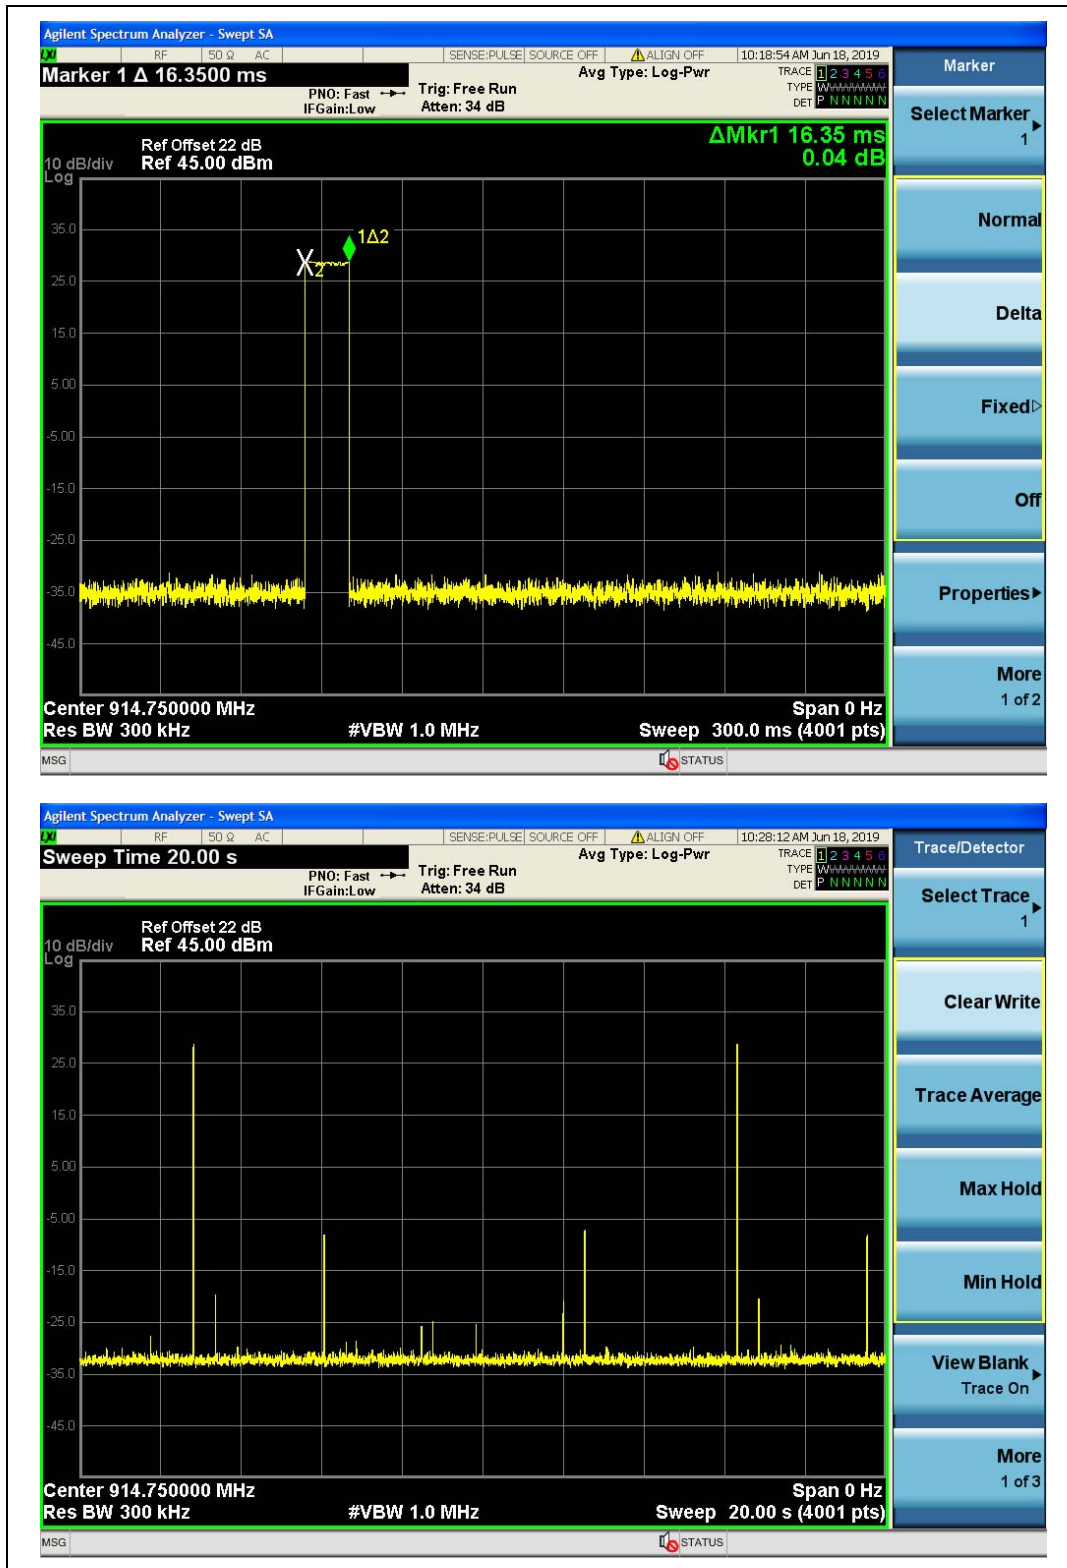 Agilent Spectrum Analyzer - Swept SA
LXI RF 50 Ω AC SENSE:PULSE SOURCE OFF ALIGN OFF 10:18:54 AM Jun 18, 2019
Marker 1 Δ 16.3500 ms
Avg Type: Log-Pwr
TRACE 1 2 3 4 5 6
PNO: Fast Trig: Free Run
TYPE W
IFGain:Low Atten: 34 dB
DET P N N N N N
Marker
Select Marker
1
Normal
Delta
Fixed
Off
Properties
More
1 of 2
ΔMkr1 16.35 ms
0.04 dB
Ref Offset 22 dB
10 dB/div Ref 45.00 dBm
Log
35.0
1Δ2
X2
25.0
15.0
5.00
-5.00
-15.0
-25.0
-35.0
-45.0
Center 914.750000 MHz Span 0 Hz
Res BW 300 kHz #VBW 1.0 MHz Sweep 300.0 ms (4001 pts)
MSG STATUS
Agilent Spectrum Analyzer - Swept SA
LXI RF 50 Ω AC SENSE:PULSE SOURCE OFF ALIGN OFF 10:28:12 AM Jun 18, 2019
Sweep Time 20.00 s
Avg Type: Log-Pwr
TRACE 1 2 3 4 5 6
PNO: Fast Trig: Free Run
TYPE W
IFGain:Low Atten: 34 dB
DET P N N N N N
Trace/Detector
Select Trace
1
Clear Write
Trace Average
Max Hold
Min Hold
View Blank
Trace On
More
1 of 3
Ref Offset 22 dB
10 dB/div Ref 45.00 dBm
Log
35.0
25.0
15.0
5.00
-5.00
-15.0
-25.0
-35.0
-45.0
Center 914.750000 MHz Span 0 Hz
Res BW 300 kHz #VBW 1.0 MHz Sweep 20.00 s (4001 pts)
MSG STATUS